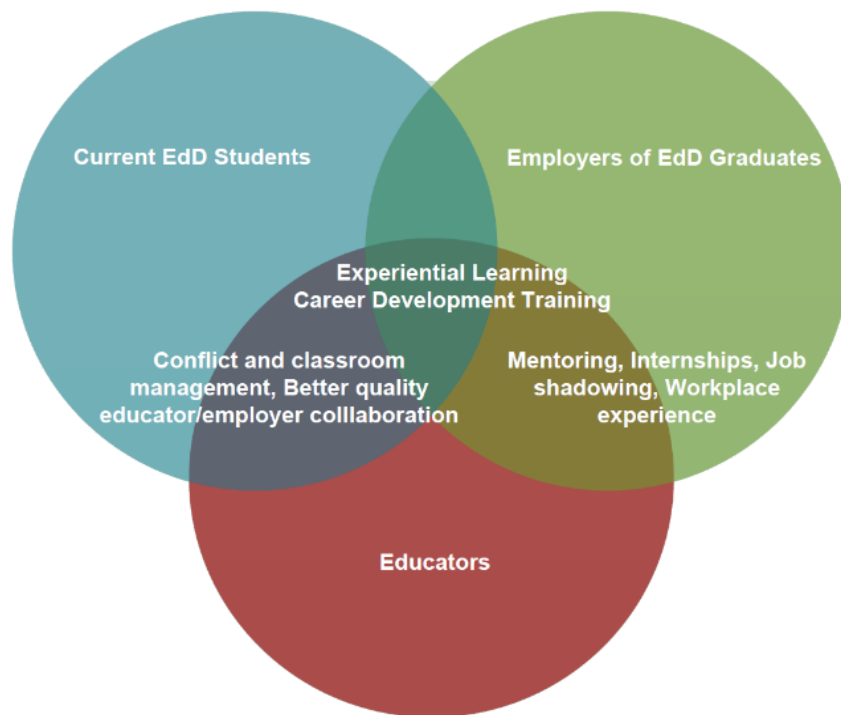 Current EdD Students
Employers of EdD Graduates
Experiential Learning
Career Development Training
Conflict and classroom
management, Better quality
educator/employer colllaboration
Mentoring, Internships, Job
shadowing, Workplace
experience
Educators